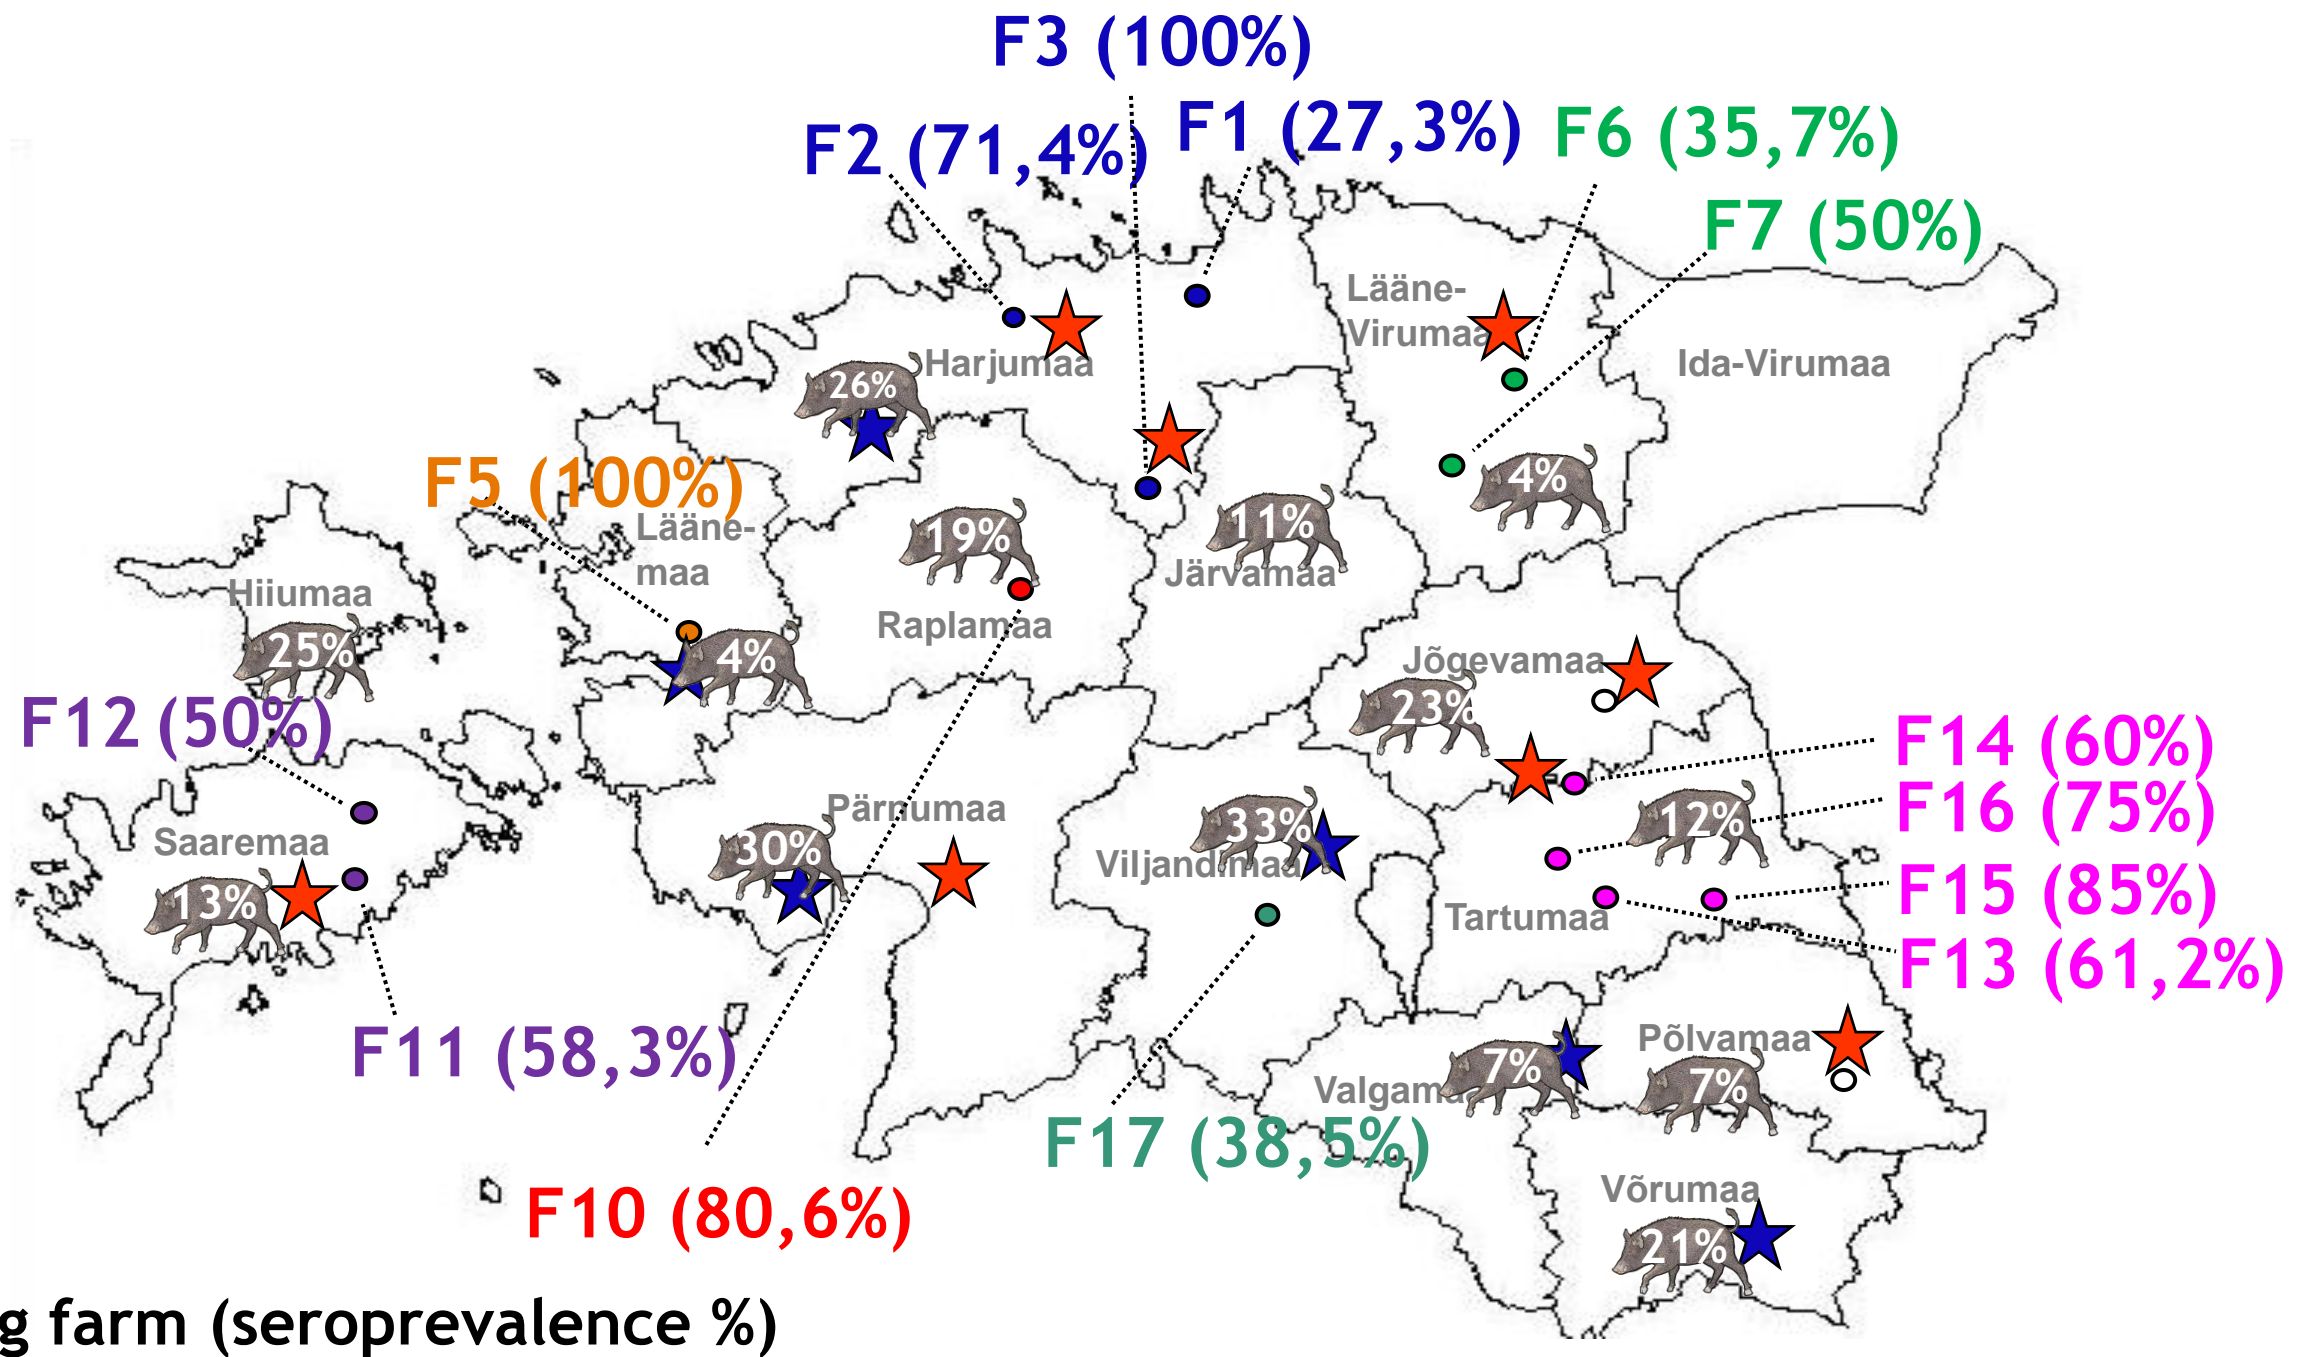 F3 (100%)
F2 (71,4%)
F1 (27,3%)
F6 (35,7%)
F7 (50%)
Lääne-
Virumaa
Harjumaa
Ida-Virumaa
26%
F5 (100%)
4%
Lääne-
maa
19%
11%
Järvamaa
Hiiumaa
Raplamaa
25%
4%
Jõgevamaa
23%
F12 (50%)
F14 (60%)
F16 (75%)
Pärnumaa
33%
12%
Saaremaa
30%
Viljandimaa
13%
Tartumaa
F15 (85%)
F13 (61,2%)
F11 (58,3%)
Põlvamaa
7%
7%
Valgamaa
F17 (38,5%)
F10 (80,6%)
Võrumaa
21%
g farm (seroprevalence %)